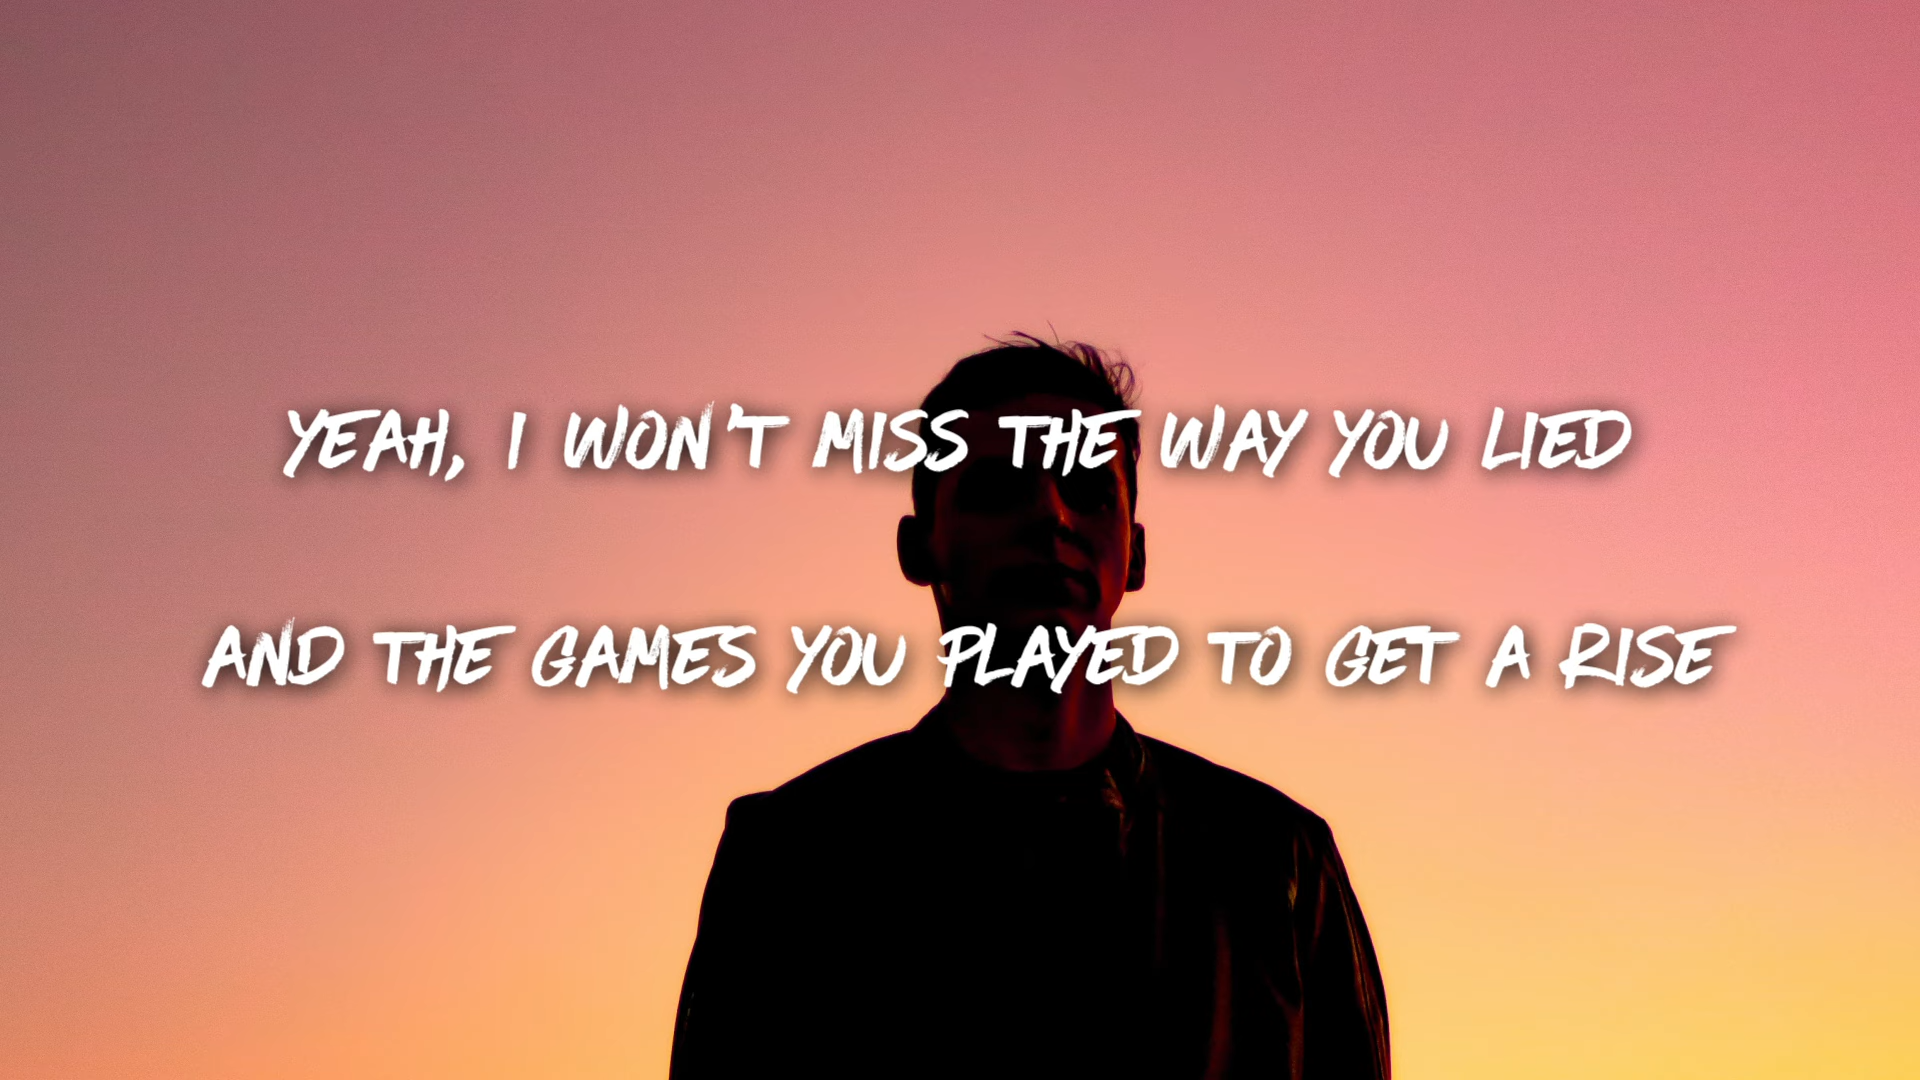 YEAH, I WON'T MISS THE WAY YOU LIED
AND THE GAMES YOU PLAYED TO GET A RISE